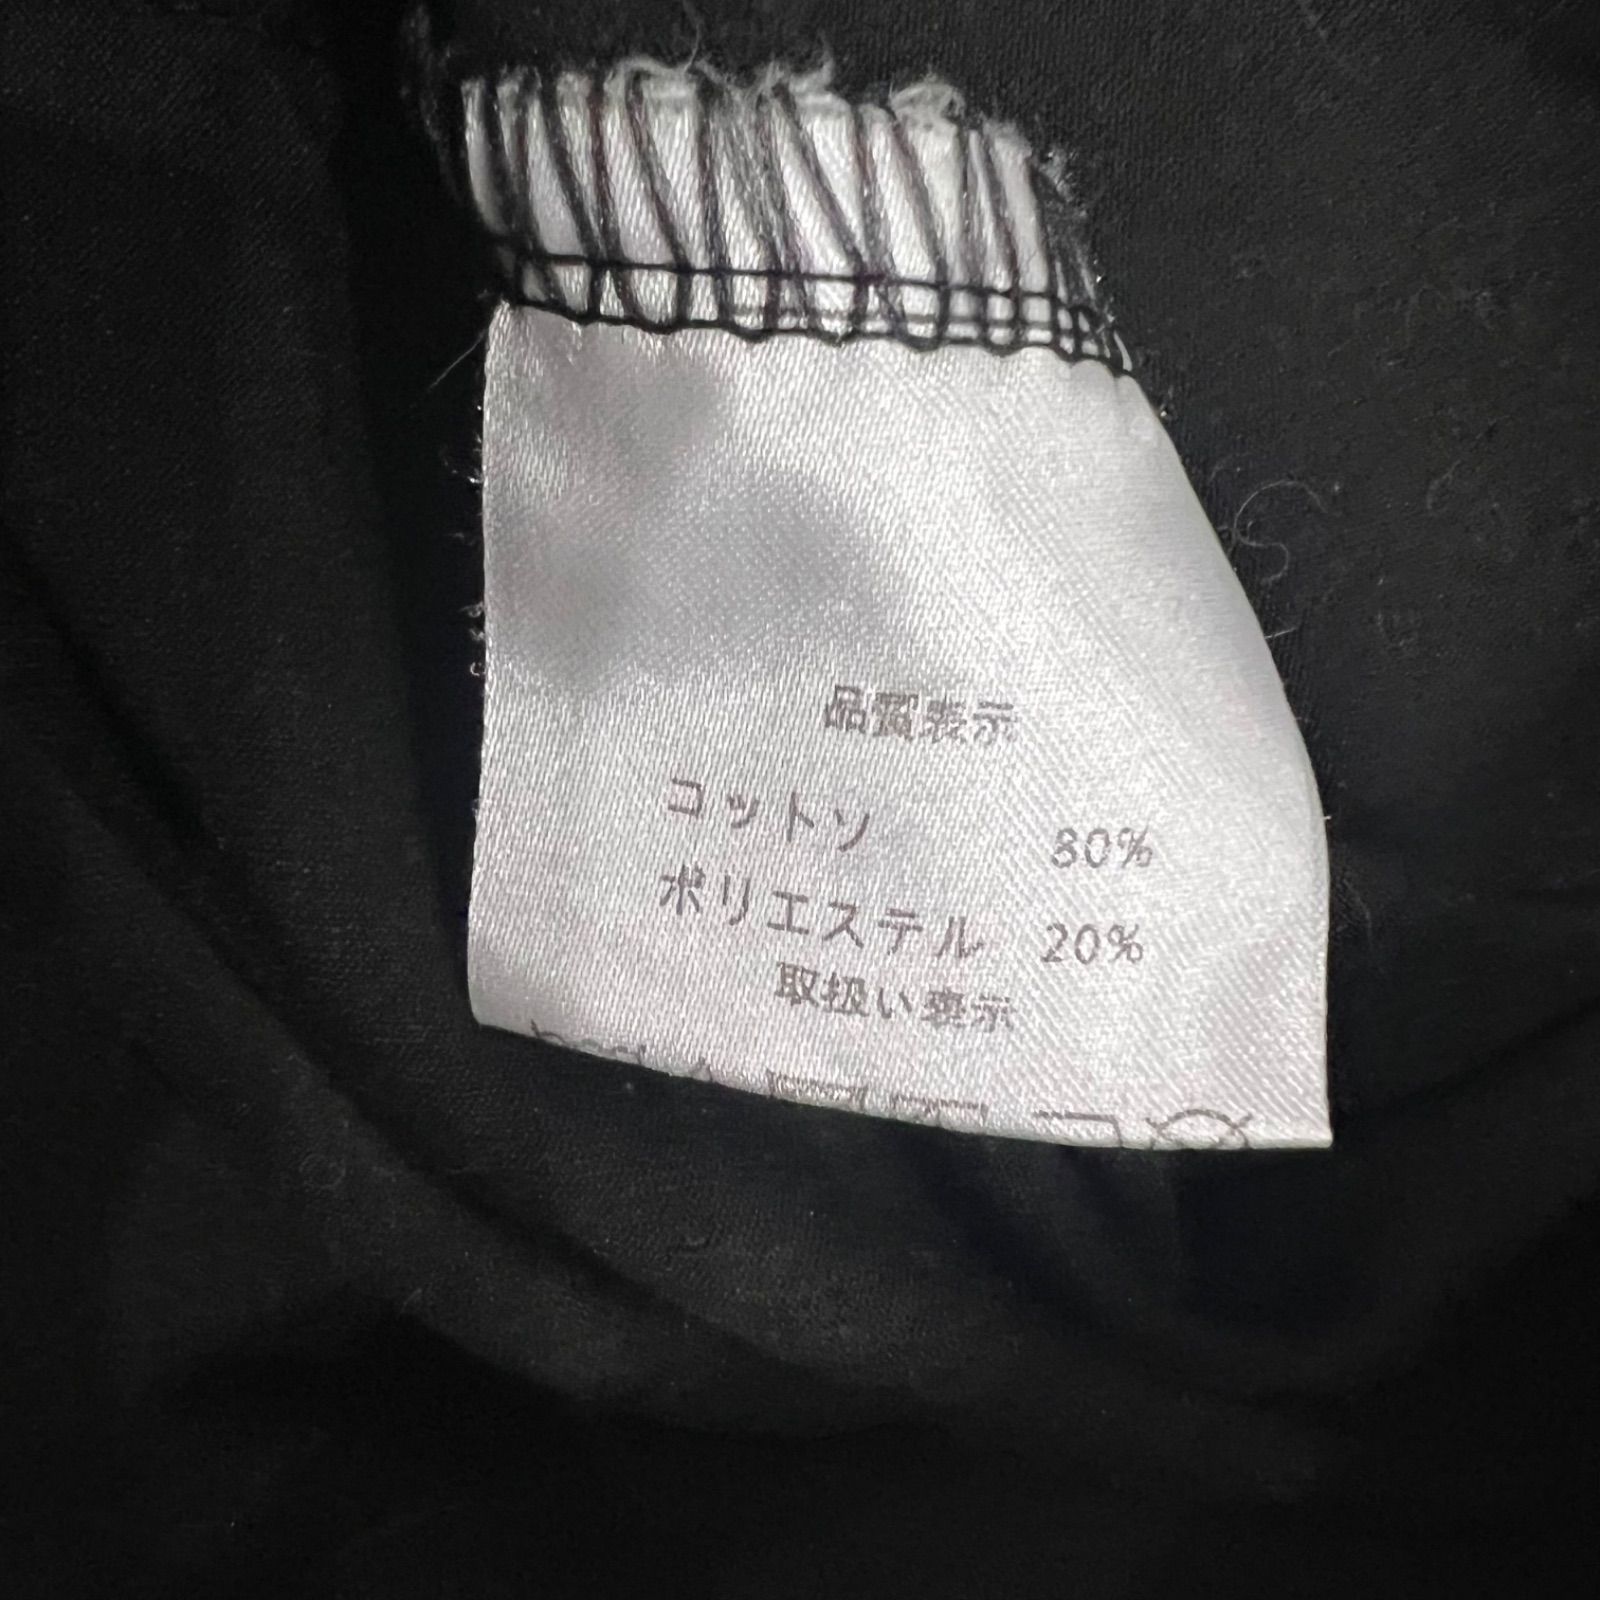 品質表示
コットン 80%
ポリエステル 20%
取扱い表示